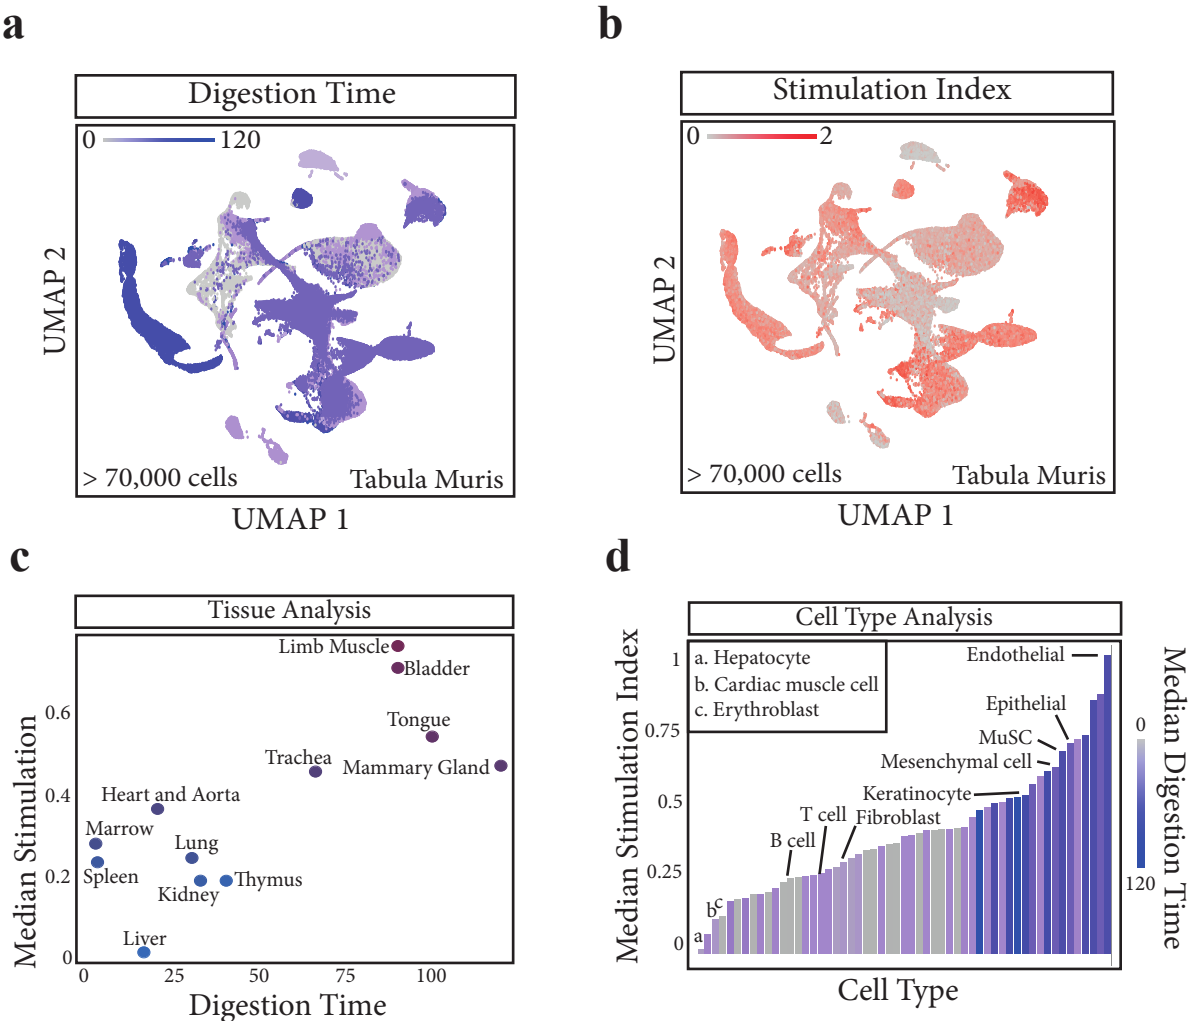 a
Digestion Time
0 120
UMAP 2
> 70,000 cells
Tabula Muris
UMAP 1
b
Stimulation Index
0 2
UMAP 2
> 70,000 cells
Tabula Muris
UMAP 1
c
Tissue Analysis
Median Stimulation
0.6
0.4
0.2
0
Limb Muscle
Bladder
Tongue
Trachea
Mammary Gland
Heart and Aorta
Marrow
Lung
Spleen
Kidney
Thymus
Liver
0 25 50 75 100
Digestion Time
d
Cell Type Analysis
Median Stimulation Index
1
0.75
0.5
0.25
0
a. Hepatocyte
b. Cardiac muscle cell
c. Erythroblast
Endothelial
Epithelial
MuSC
Mesenchymal cell
Keratinocyte
T cell
Fibroblast
B cell
a
b
c
Cell Type
0
120
Median Digestion Time